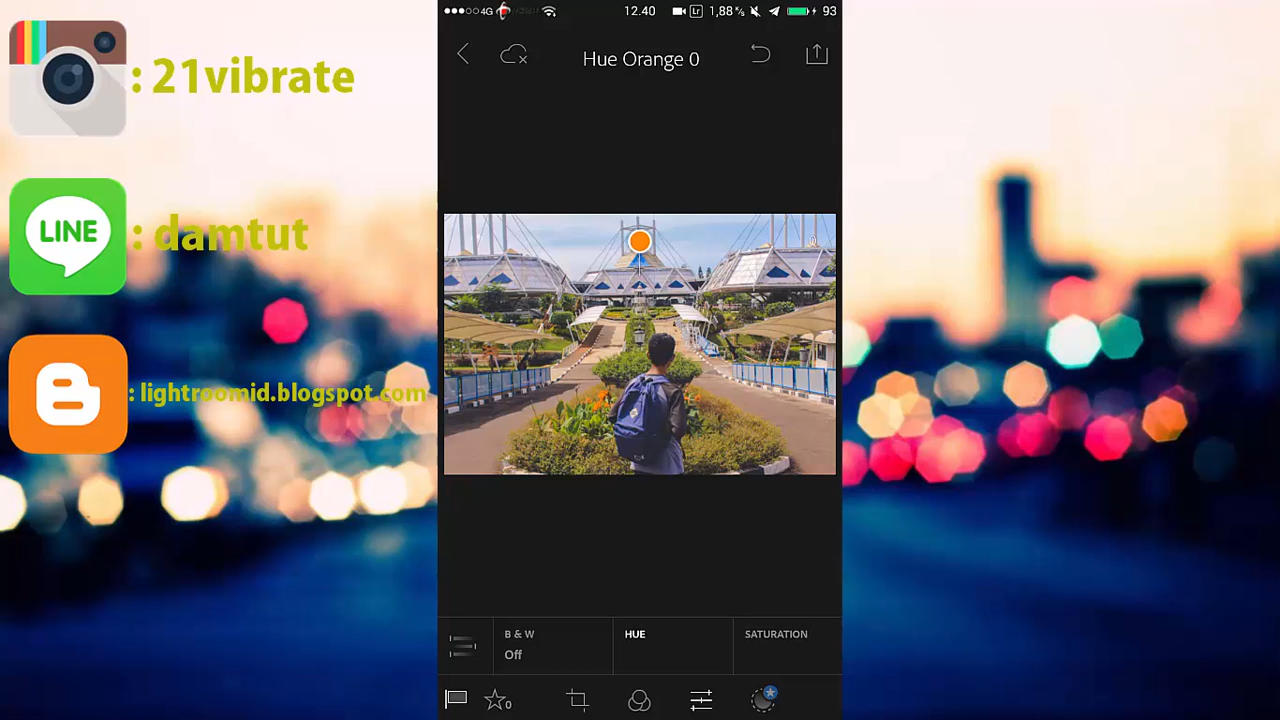 : 21vibrate
LINE
: damtut
: lightroomid.blogspot.com
4G
12.40
Lr
1,88 K/s
93
Hue Orange 0
B & W
Off
HUE
SATURATION
0